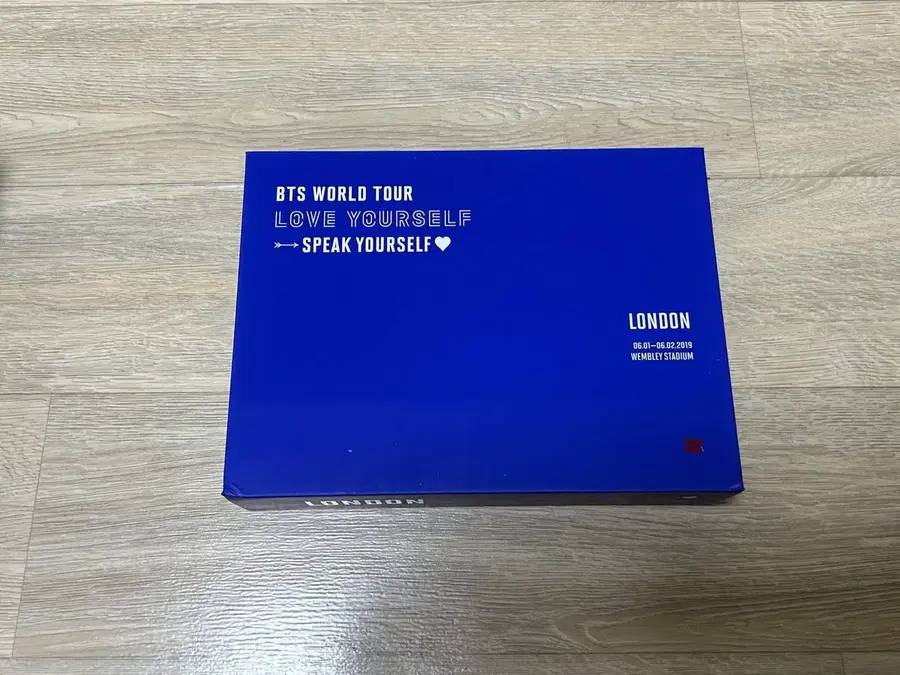 BTS WORLD TOUR
LOVE YOURSELF
SPEAK YOURSELF
LONDON
06.01—06.02.2019
WEMBLEY STADIUM
LONDON